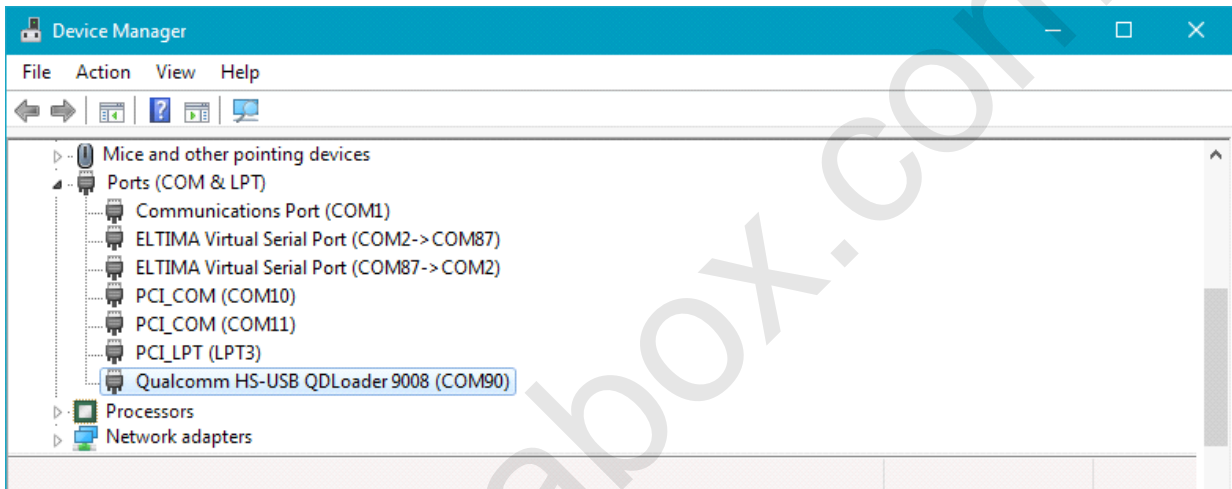 Device Manager
File Action View Help
Mice and other pointing devices
Ports (COM & LPT)
Communications Port (COM1)
ELTIMA Virtual Serial Port (COM2->COM87)
ELTIMA Virtual Serial Port (COM87->COM2)
PCI_COM (COM10)
PCI_COM (COM11)
PCI_LPT (LPT3)
Qualcomm HS-USB QDLoader 9008 (COM90)
Processors
Network adapters
abox.com